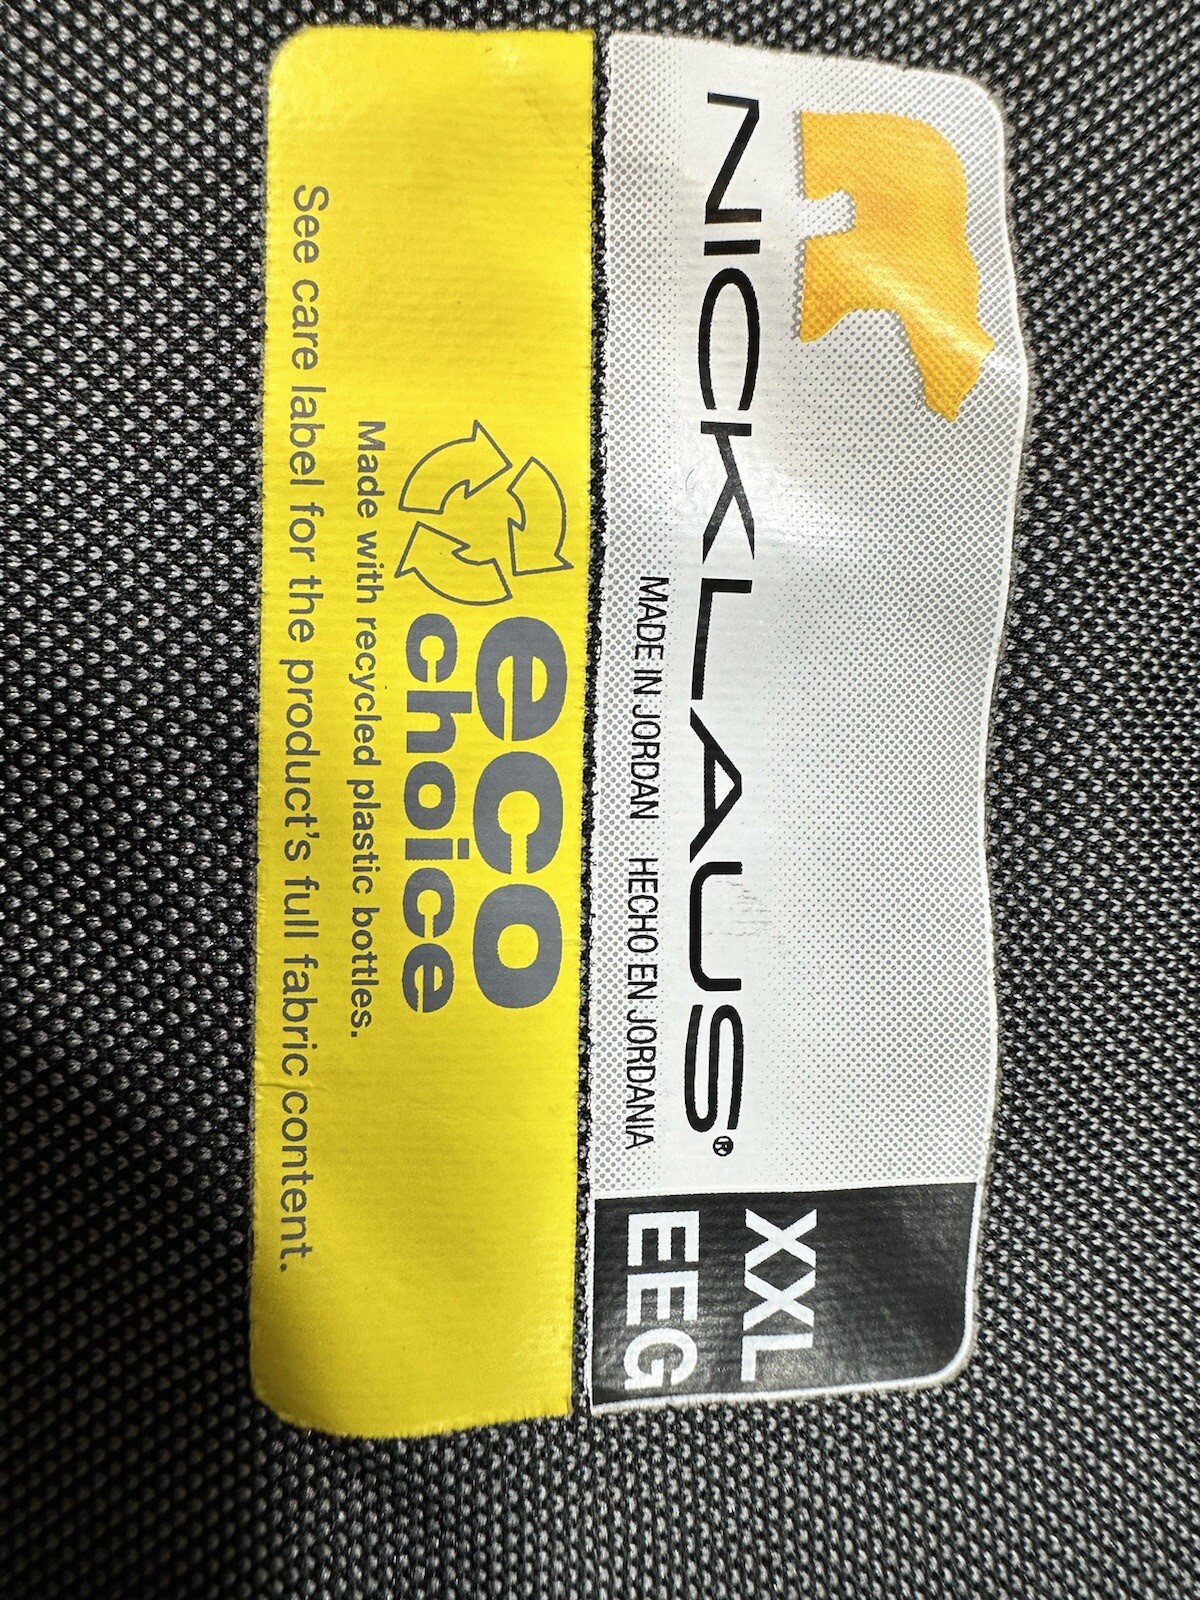 NICKLAUS®
MADE IN JORDAN HECHO EN JORDANIA
XXL
EEG
eco
choice
Made with recycled plastic bottles.
See care label for the product's full fabric content.